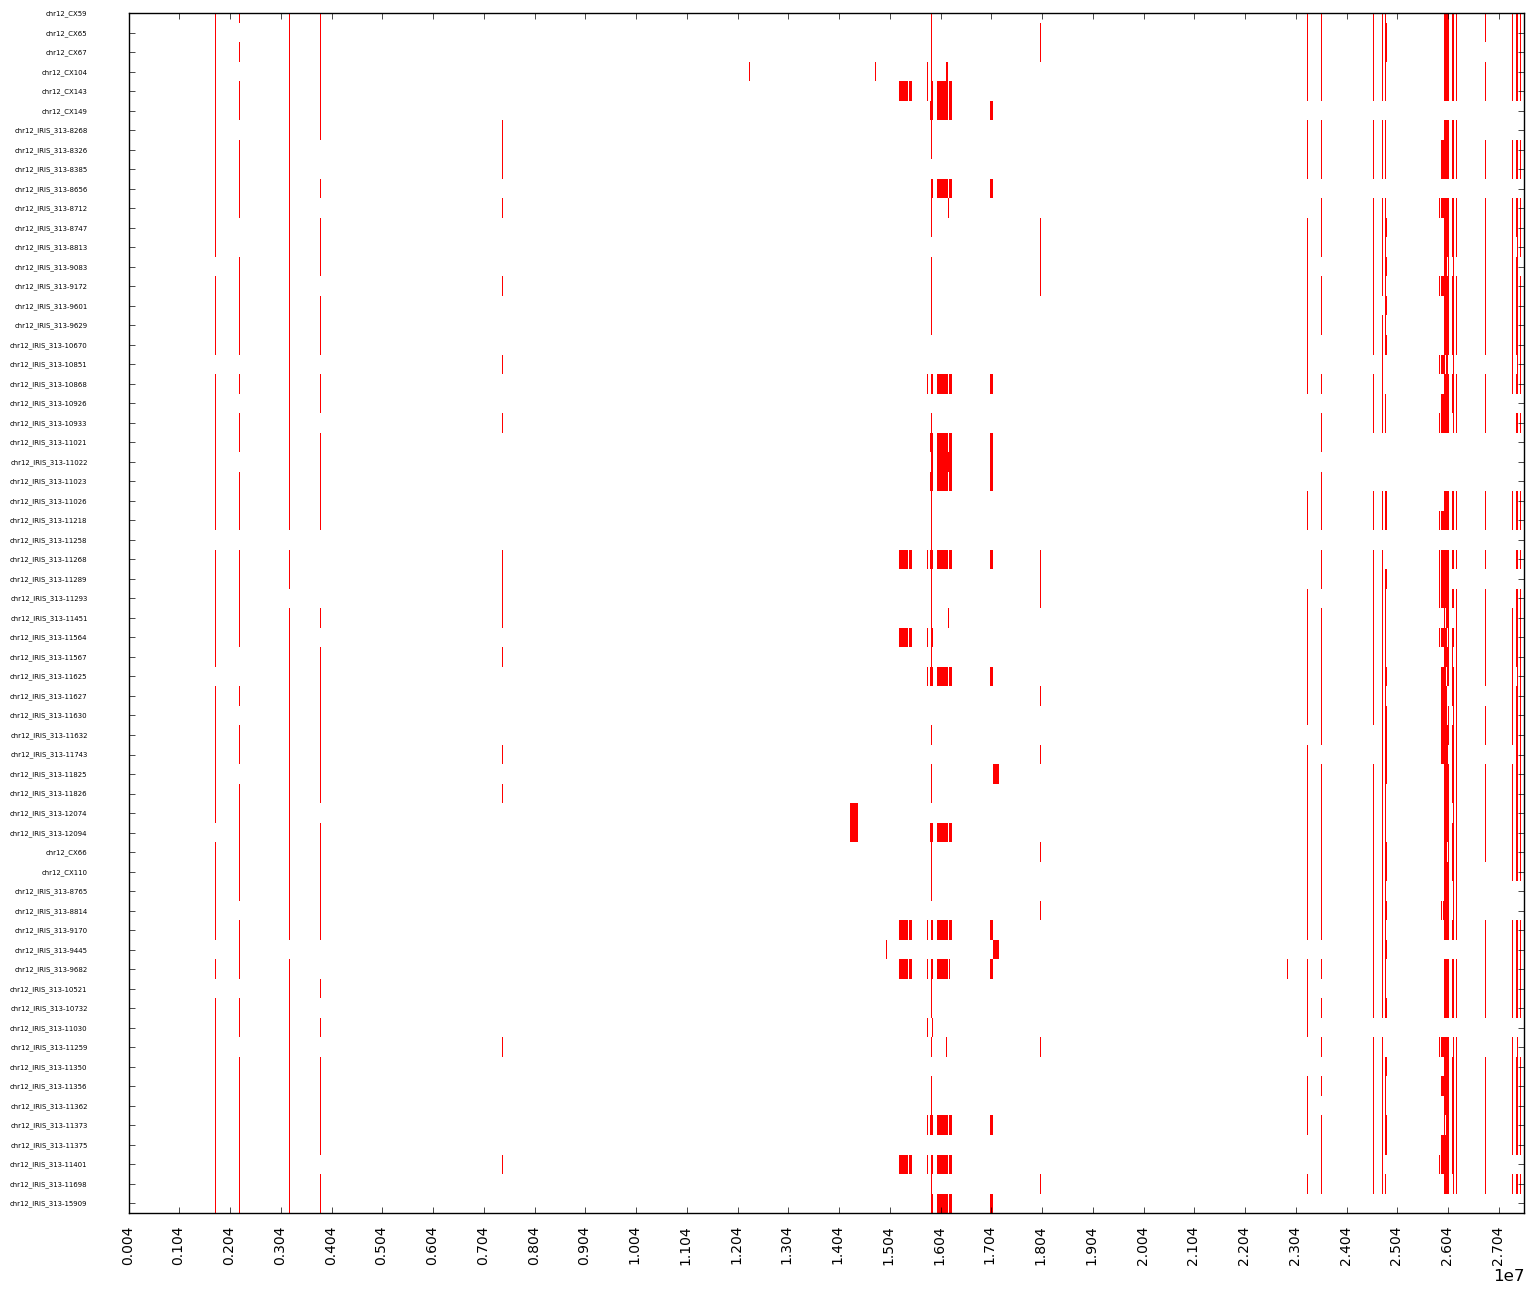 chr12_CX59
chr12_CX65
chr12_CX67
chr12_CX104
chr12_CX143
chr12_CX149
chr12_IRIS_313-8268
chr12_IRIS_313-8326
chr12_IRIS_313-8385
chr12_IRIS_313-8656
chr12_IRIS_313-8712
chr12_IRIS_313-8747
chr12_IRIS_313-8813
chr12_IRIS_313-9083
chr12_IRIS_313-9172
chr12_IRIS_313-9601
chr12_IRIS_313-9629
chr12_IRIS_313-10670
chr12_IRIS_313-10851
chr12_IRIS_313-10868
chr12_IRIS_313-10926
chr12_IRIS_313-10933
chr12_IRIS_313-11021
chr12_IRIS_313-11022
chr12_IRIS_313-11023
chr12_IRIS_313-11026
chr12_IRIS_313-11218
chr12_IRIS_313-11258
chr12_IRIS_313-11268
chr12_IRIS_313-11289
chr12_IRIS_313-11293
chr12_IRIS_313-11451
chr12_IRIS_313-11564
chr12_IRIS_313-11567
chr12_IRIS_313-11625
chr12_IRIS_313-11627
chr12_IRIS_313-11630
chr12_IRIS_313-11632
chr12_IRIS_313-11743
chr12_IRIS_313-11825
chr12_IRIS_313-11826
chr12_IRIS_313-12074
chr12_IRIS_313-12094
chr12_CX66
chr12_CX110
chr12_IRIS_313-8765
chr12_IRIS_313-8814
chr12_IRIS_313-9170
chr12_IRIS_313-9445
chr12_IRIS_313-9682
chr12_IRIS_313-10521
chr12_IRIS_313-10732
chr12_IRIS_313-11030
chr12_IRIS_313-11259
chr12_IRIS_313-11350
chr12_IRIS_313-11356
chr12_IRIS_313-11362
chr12_IRIS_313-11373
chr12_IRIS_313-11375
chr12_IRIS_313-11401
chr12_IRIS_313-11698
chr12_IRIS_313-15909
0.004
0.104
0.204
0.304
0.404
0.504
0.604
0.704
0.804
0.904
1.004
1.104
1.204
1.304
1.404
1.504
1.604
1.704
1.804
1.904
2.004
2.104
2.204
2.304
2.404
2.504
2.604
2.704
1e7